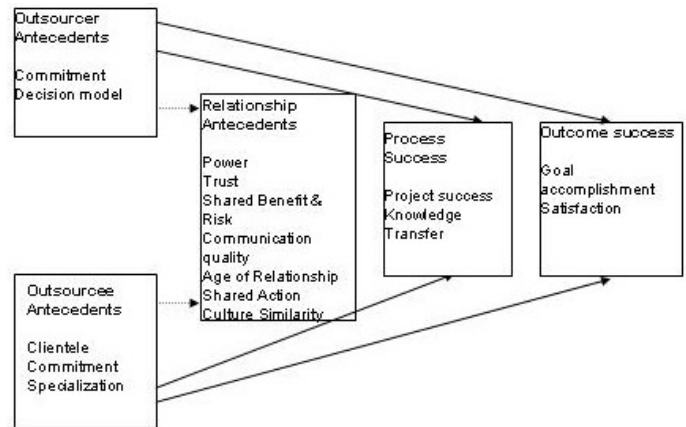 Outsourcer
Antecedents
Commitment
Decision model
Relationship
Antecedents
Power
Trust
Shared Benefit &
Risk
Communication
quality
Age of Relationship
Shared Action
Culture Similarity
Process
Success
Project success
Knowledge
Transfer
Outcome success
Goal
accomplishment
Satisfaction
Outsourcee
Antecedents
Clientele
Commitment
Specialization